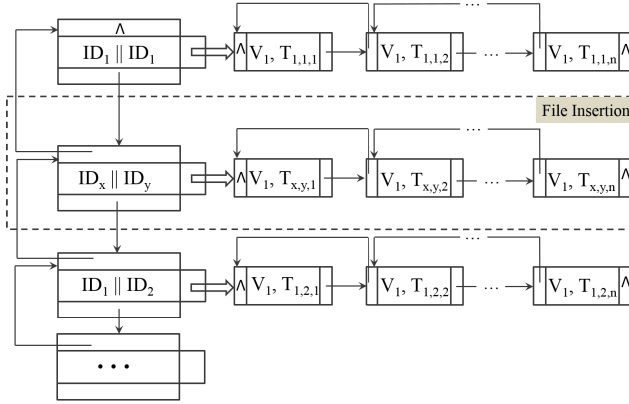 ...
∧
ID₁ || ID₁ ∧ V₁, T₁,₁,₁ V₁, T₁,₁,₂ ... V₁, T₁,₁,ₙ ∧
File Insertion
...
IDₓ || IDᵧ ∧ V₁, Tₓ,ᵧ,₁ V₁, Tₓ,ᵧ,₂ ... V₁, Tₓ,ᵧ,ₙ ∧
...
ID₁ || ID₂ ∧ V₁, T₁,₂,₁ V₁, T₁,₂,₂ ... V₁, T₁,₂,ₙ ∧
• • •